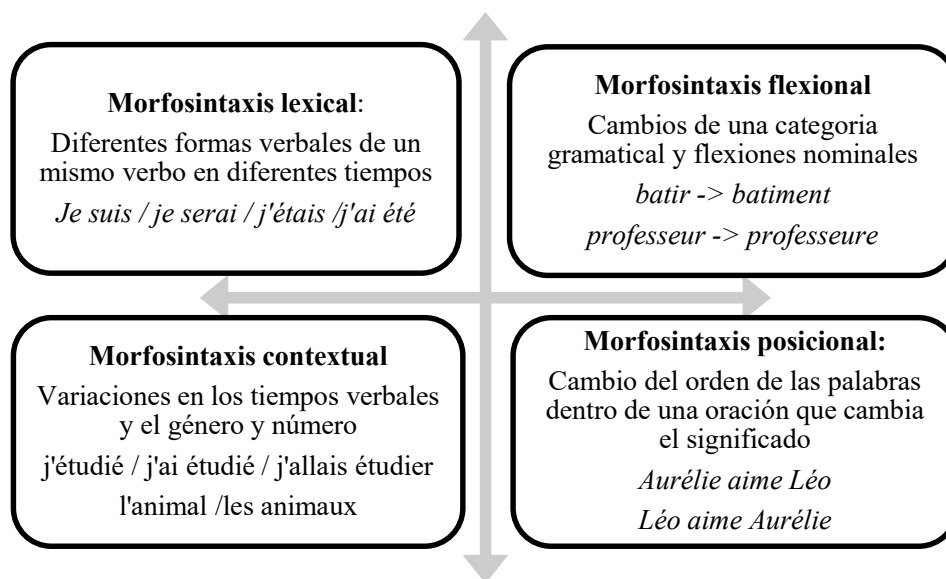 Morfosintaxis lexical:
Diferentes formas verbales de un
mismo verbo en diferentes tiempos
Je suis / je serai / j'étais /j'ai été
Morfosintaxis flexional
Cambios de una categoria
gramatical y flexiones nominales
batir -> batiment
professeur -> professeure
Morfosintaxis contextual
Variaciones en los tiempos verbales
y el género y número
j'étudié / j'ai étudié / j'allais étudier
l'animal /les animaux
Morfosintaxis posicional:
Cambio del orden de las palabras
dentro de una oración que cambia
el significado
Aurélie aime Léo
Léo aime Aurélie